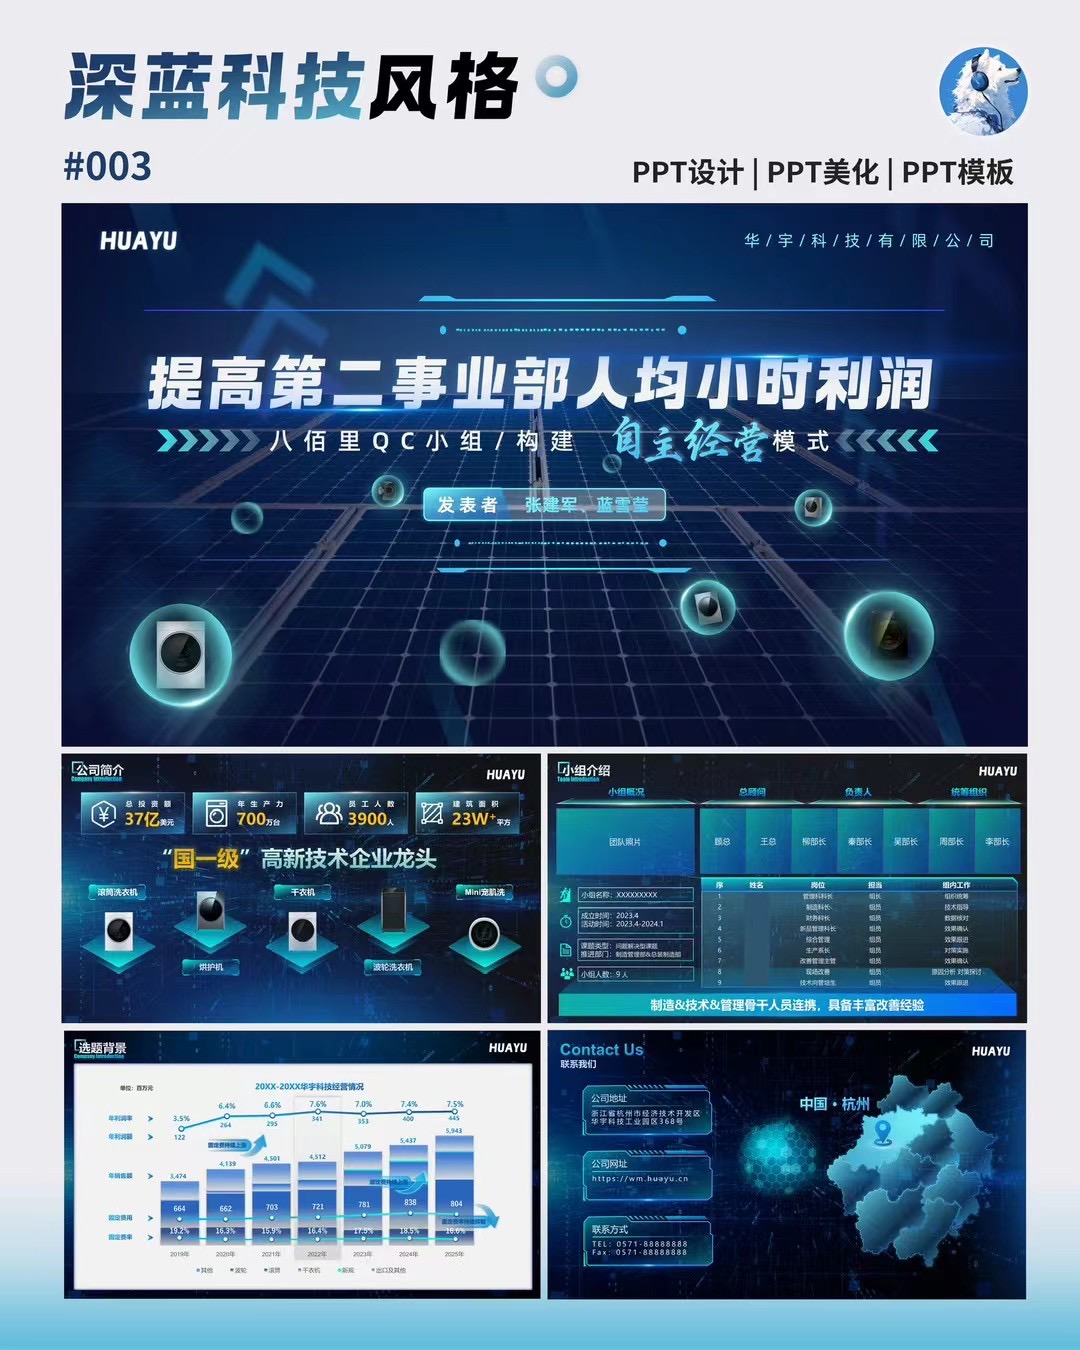 深蓝科技风格
#003
PPT设计 | PPT美化 | PPT模板
HUAYU
华/宇/科/技/有/限/公/司
提高第二事业部人均小时利润
八佰里QC小组/构建 自主经营模式
发表者 张建军、蓝雪莹
公司简介
Company Introduction
HUAYU
总投资额
37亿美元
年生产力
700万台
员工人数
3900人
建筑面积
23W+平方
“国一级”高新技术企业龙头
滚筒洗衣机
干衣机
Mini宠肌洗
烘护机
波轮洗衣机
小组介绍
Team Introduction
HUAYU
小组概况 总顾问 负责人 统筹组织
团队照片
顾总 王总 柳部长 秦部长 吴部长 周部长 李部长
小组名称：XXXXXXXXX
成立时间：2023.4
活动时间：2023.4-2024.1
课题类型：问题解决型课题
推进部门：制造管理部&总装制造部
小组人数：9人
序 姓名 岗位 担当 组内工作
1 管理科科长 组长 组织统筹
2 制造科长 组员 技术指导
3 财务科长 组员 数据核对
4 新品管理科长 组员 效果确认
5 综合管理 组员 效果跟进
6 生产系长 组员 对策实施
7 改善管理主管 组员 效果确认
8 现场改善 组员 原因分析 对策探讨
9 技术向管培生 组员 效果跟进
制造&技术&管理骨干人员连携，具备丰富改善经验
选题背景
Company Introduction
HUAYU
单位：百万元
20XX-20XX华宇科技经营情况
年利润率 3.5% 6.4% 6.6% 7.6% 7.0% 7.4% 7.5%
年利润额 122 264 295 341 353 400 445
固定费持续上涨
年销售额 3,474 4,139 4,501 4,512 5,079 5,437 5,943
固定费用 664 662 703 721 781 838 804
固定费率 19.2% 16.3% 15.9% 16.4% 17.5% 18.5% 16.6%
2019年 2020年 2021年 2022年 2023年 2024年 2025年
其他 波轮 滚筒 干衣机 新规 出口及其他
Contact Us
联系我们
HUAYU
公司地址
浙江省杭州市经济技术开发区
华宇科技工业园区368号
公司网址
https://wm.huayu.cn
联系方式
TEL: 0571-88888888
Fax: 0571-88888888
中国·杭州